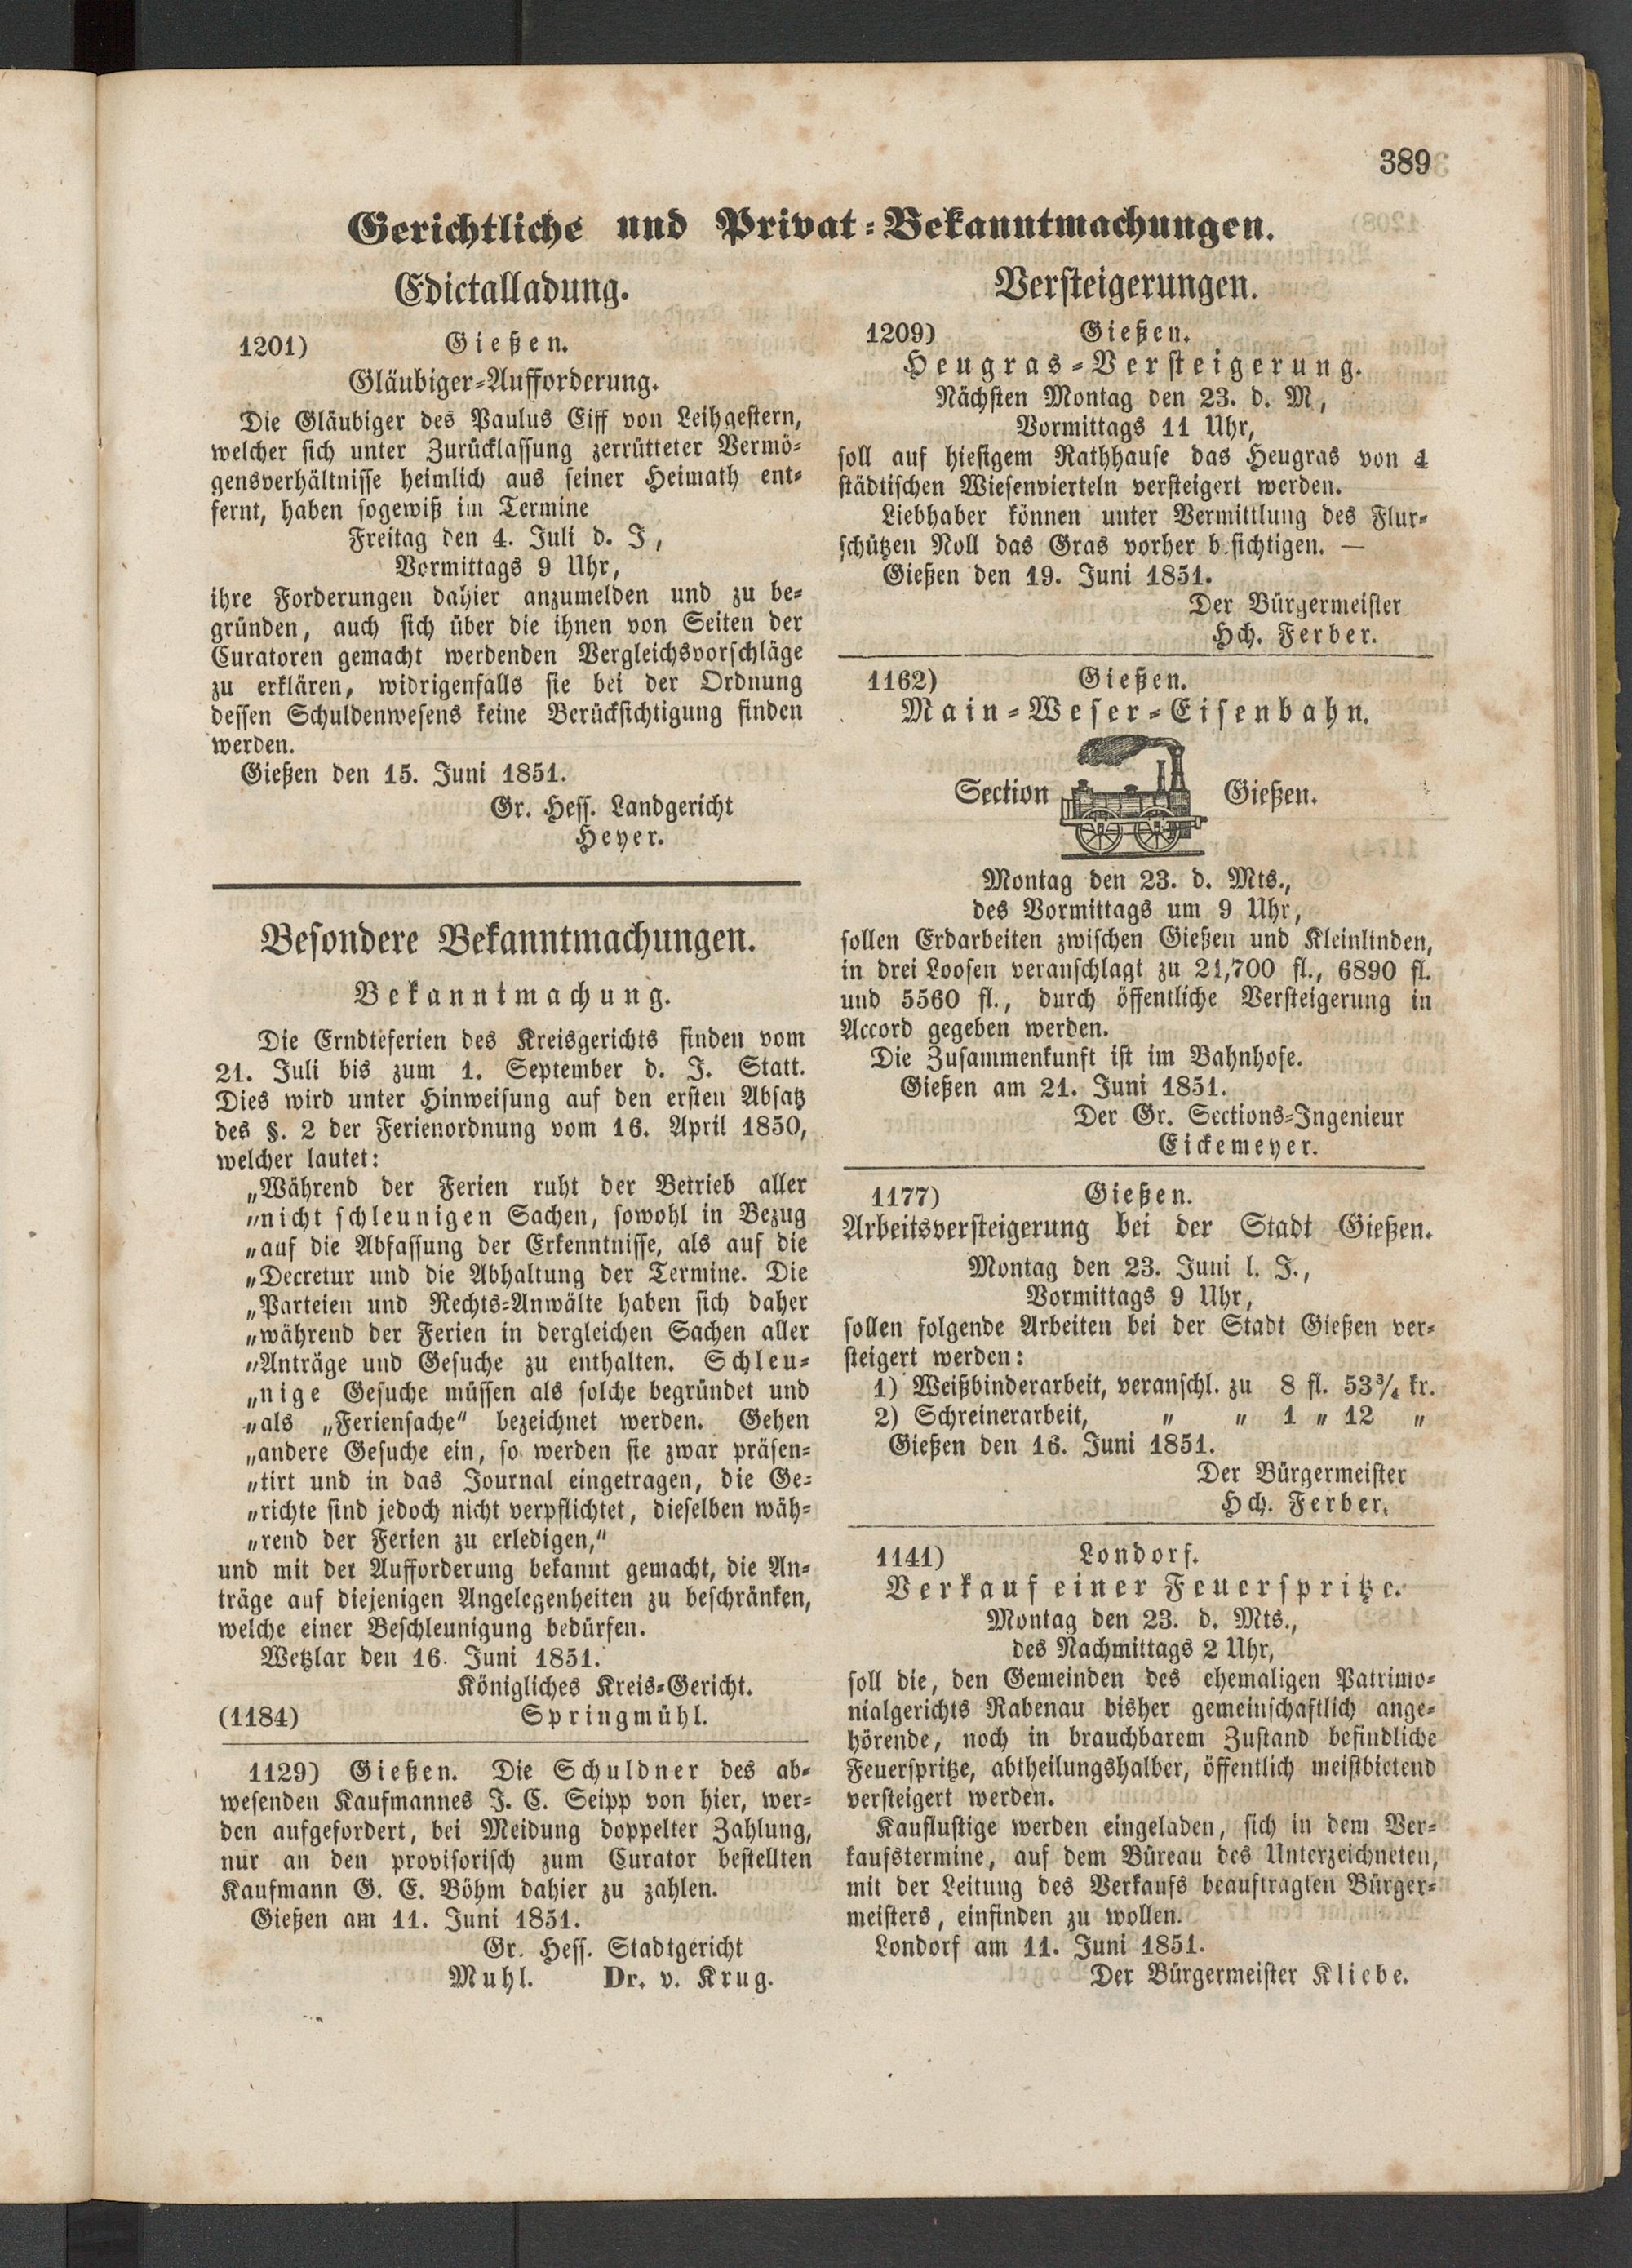 389
Gerichtliche und Privat-Bekanntmachungen.
Edictalladung.
1201) Gießen.
Gläubiger-Aufforderung.
Die Gläubiger des Paulus Eiff von Leihgestern,
welcher sich unter Zurücklassung zerrütteter Vermö-
gensverhältnisse heimlich aus seiner Heimath ent-
fernt, haben sogewiß im Termine
Freitag den 4. Juli d. J,
Vormittags 9 Uhr,
ihre Forderungen dahier anzumelden und zu be-
gründen, auch sich über die ihnen von Seiten der
Curatoren gemacht werdenden Vergleichsvorschläge
zu erklären, widrigenfalls sie bei der Ordnung
dessen Schuldenwesens keine Berücksichtigung finden
werden.
Gießen den 15. Juni 1851.
Gr. Hess. Landgericht
Heyer.
Besondere Bekanntmachungen.
Bekanntmachung.
Die Erndteferien des Kreisgerichts finden vom
21. Juli bis zum 1. September d. J. Statt.
Dies wird unter Hinweisung auf den ersten Absatz
des §. 2 der Ferienordnung vom 16. April 1850,
welcher lautet:
„Während der Ferien ruht der Betrieb aller
„nicht schleunigen Sachen, sowohl in Bezug
„auf die Abfassung der Erkenntnisse, als auf die
„Decretur und die Abhaltung der Termine. Die
„Parteien und Rechts-Anwälte haben sich daher
„während der Ferien in dergleichen Sachen aller
„Anträge und Gesuche zu enthalten. Schleu-
„nige Gesuche müssen als solche begründet und
„als „Feriensache“ bezeichnet werden. Gehen
„andere Gesuche ein, so werden sie zwar präsen-
„tirt und in das Journal eingetragen, die Ge-
„richte sind jedoch nicht verpflichtet, dieselben wäh-
„rend der Ferien zu erledigen,“
und mit der Aufforderung bekannt gemacht, die An-
träge auf diejenigen Angelegenheiten zu beschränken,
welche einer Beschleunigung bedürfen.
Wetzlar den 16. Juni 1851.
Königliches Kreis-Gericht.
(1184) Springmühl.
1129) Gießen. Die Schuldner des ab-
wesenden Kaufmannes J. C. Seipp von hier, wer-
den aufgefordert, bei Meidung doppelter Zahlung,
nur an den provisorisch zum Curator bestellten
Kaufmann G. E. Böhm dahier zu zahlen.
Gießen am 11. Juni 1851.
Gr. Hess. Stadtgericht
Muhl. Dr. v. Krug.
Versteigerungen.
1209) Gießen.
Heugras-Versteigerung.
Nächsten Montag den 23. d. M,
Vormittags 11 Uhr,
soll auf hiesigem Rathhause das Heugras von 4
städtischen Wiesenvierteln versteigert werden.
Liebhaber können unter Vermittlung des Flur-
schützen Noll das Gras vorher b.sichtigen. —
Gießen den 19. Juni 1851.
Der Bürgermeister
Hch. Ferber.
1162) Gießen.
Main-Weser-Eisenbahn.
Section Gießen.
Montag den 23. d. Mts.,
des Vormittags um 9 Uhr,
sollen Erdarbeiten zwischen Gießen und Kleinlinden,
in drei Loosen veranschlagt zu 21,700 fl., 6890 fl.
und 5560 fl., durch öffentliche Versteigerung in
Accord gegeben werden.
Die Zusammenkunft ist im Bahnhofe.
Gießen am 21. Juni 1851.
Der Gr. Sections-Ingenieur
Eickemeyer.
1177) Gießen.
Arbeitsversteigerung bei der Stadt Gießen.
Montag den 23. Juni l. J.,
Vormittags 9 Uhr,
sollen folgende Arbeiten bei der Stadt Gießen ver-
steigert werden:
1) Weißbinderarbeit, veranschl. zu 8 fl. 53¾ kr.
2) Schreinerarbeit, „ „ 1 „ 12 „
Gießen den 16. Juni 1851.
Der Bürgermeister
Hch. Ferber.
1141) Londorf.
Verkauf einer Feuerspritze.
Montag den 23. d. Mts.,
des Nachmittags 2 Uhr,
soll die, den Gemeinden des ehemaligen Patrimo-
nialgerichts Rabenau bisher gemeinschaftlich ange-
hörende, noch in brauchbarem Zustand befindliche
Feuerspritze, abtheilungshalber, öffentlich meistbietend
versteigert werden.
Kauflustige werden eingeladen, sich in dem Ver-
kaufstermine, auf dem Büreau des Unterzeichneten,
mit der Leitung des Verkaufs beauftragten Bürger-
meisters, einfinden zu wollen.
Londorf am 11. Juni 1851.
Der Bürgermeister Kliebe.